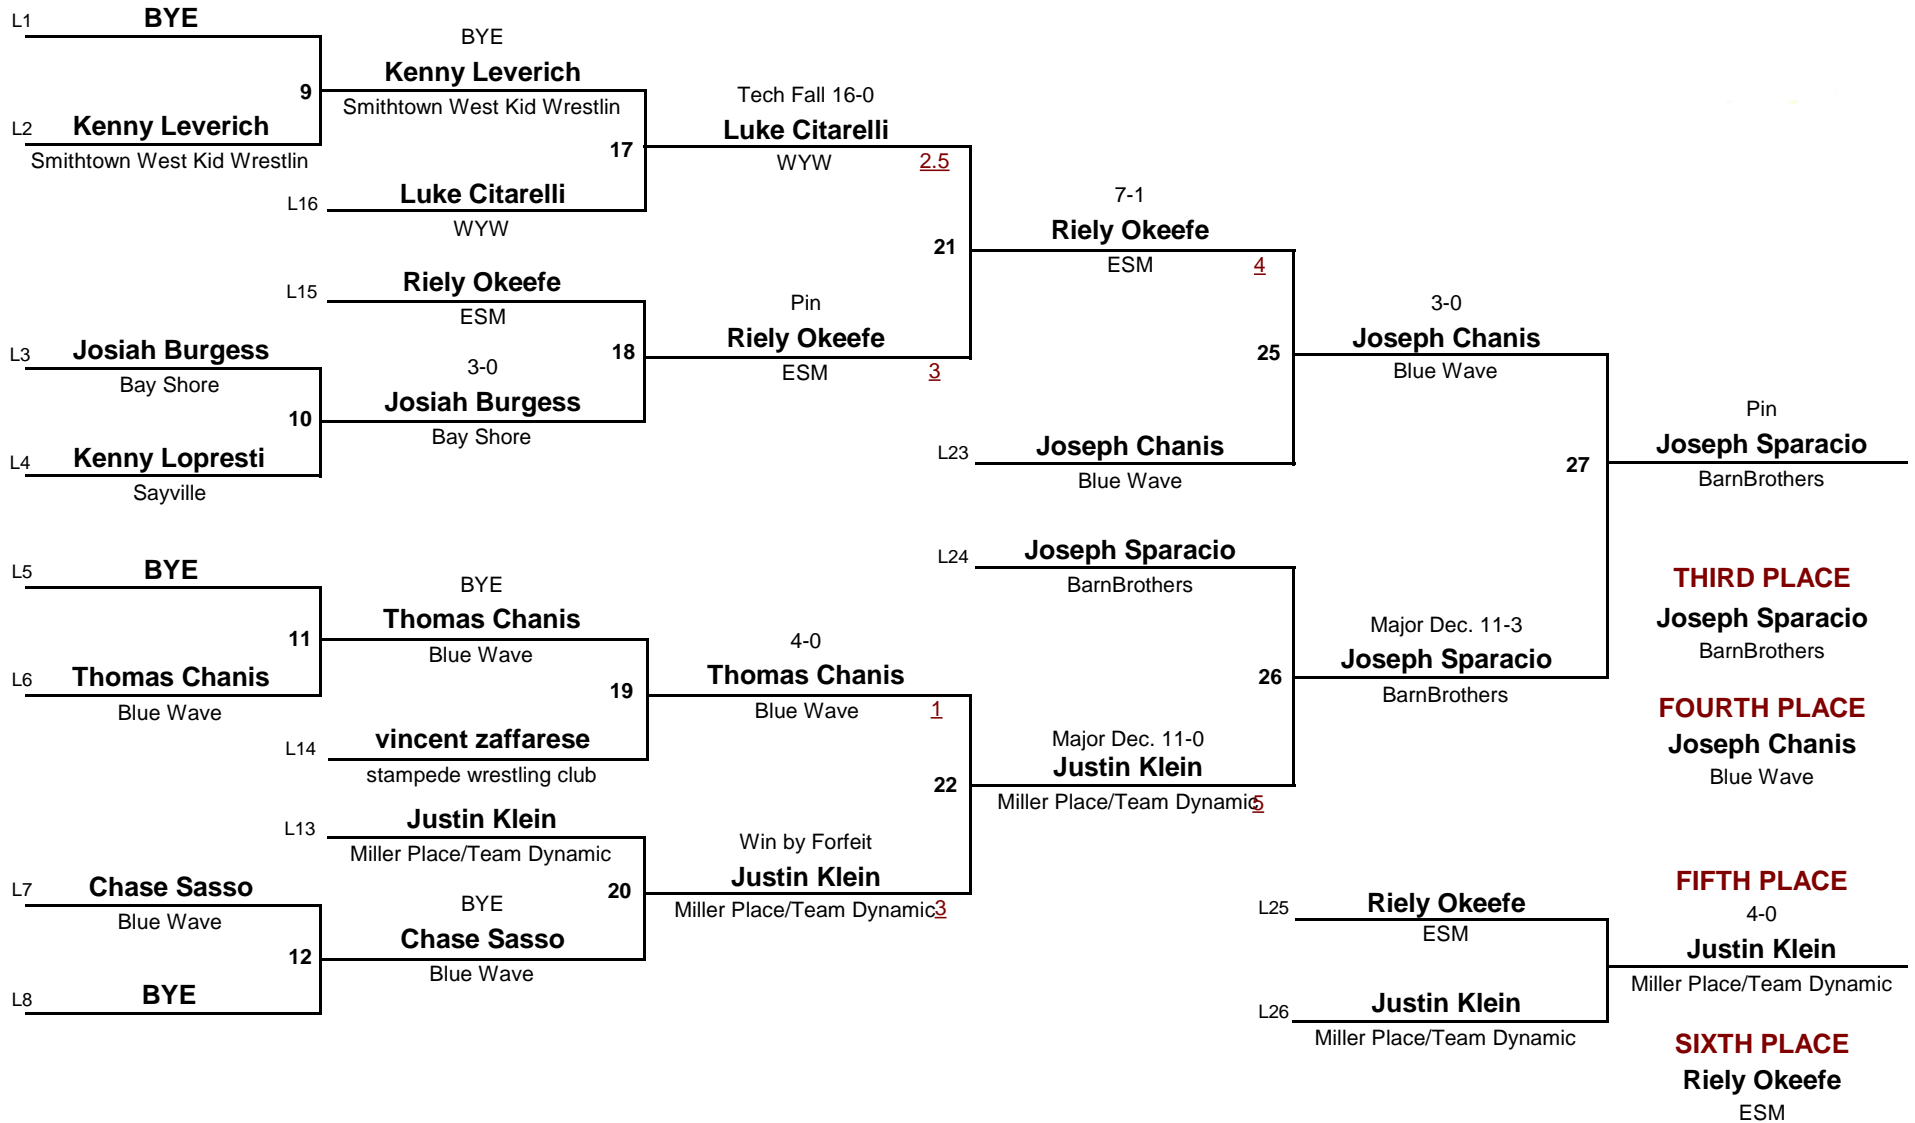 L1 BYE
9
L2 Kenny Leverich
Smithtown West Kid Wrestlin
BYE
Kenny Leverich
Smithtown West Kid Wrestlin
17
L16 Luke Citarelli
WYW
Tech Fall 16-0
Luke Citarelli
WYW 2.5
L15 Riely Okeefe
ESM
18
L3 Josiah Burgess
Bay Shore
10
L4 Kenny Lopresti
Sayville
3-0
Josiah Burgess
Bay Shore
Pin
Riely Okeefe
ESM 3
21
7-1
Riely Okeefe
ESM 4
25
L23 Joseph Chanis
Blue Wave
3-0
Joseph Chanis
Blue Wave
27
Pin
Joseph Sparacio
BarnBrothers
L5 BYE
11
L6 Thomas Chanis
Blue Wave
BYE
Thomas Chanis
Blue Wave
19
L14 vincent zaffarese
stampede wrestling club
4-0
Thomas Chanis
Blue Wave 1
L13 Justin Klein
Miller Place/Team Dynamic
20
L7 Chase Sasso
Blue Wave
12
L8 BYE
BYE
Chase Sasso
Blue Wave
Win by Forfeit
Justin Klein
Miller Place/Team Dynamic 3
22
L24 Joseph Sparacio
BarnBrothers
26
Major Dec. 11-0
Justin Klein
Miller Place/Team Dynamic 5
Major Dec. 11-3
Joseph Sparacio
BarnBrothers
THIRD PLACE
Joseph Sparacio
BarnBrothers
FOURTH PLACE
Joseph Chanis
Blue Wave
L25 Riely Okeefe
ESM
L26 Justin Klein
Miller Place/Team Dynamic
FIFTH PLACE
4-0
Justin Klein
Miller Place/Team Dynamic
SIXTH PLACE
Riely Okeefe
ESM